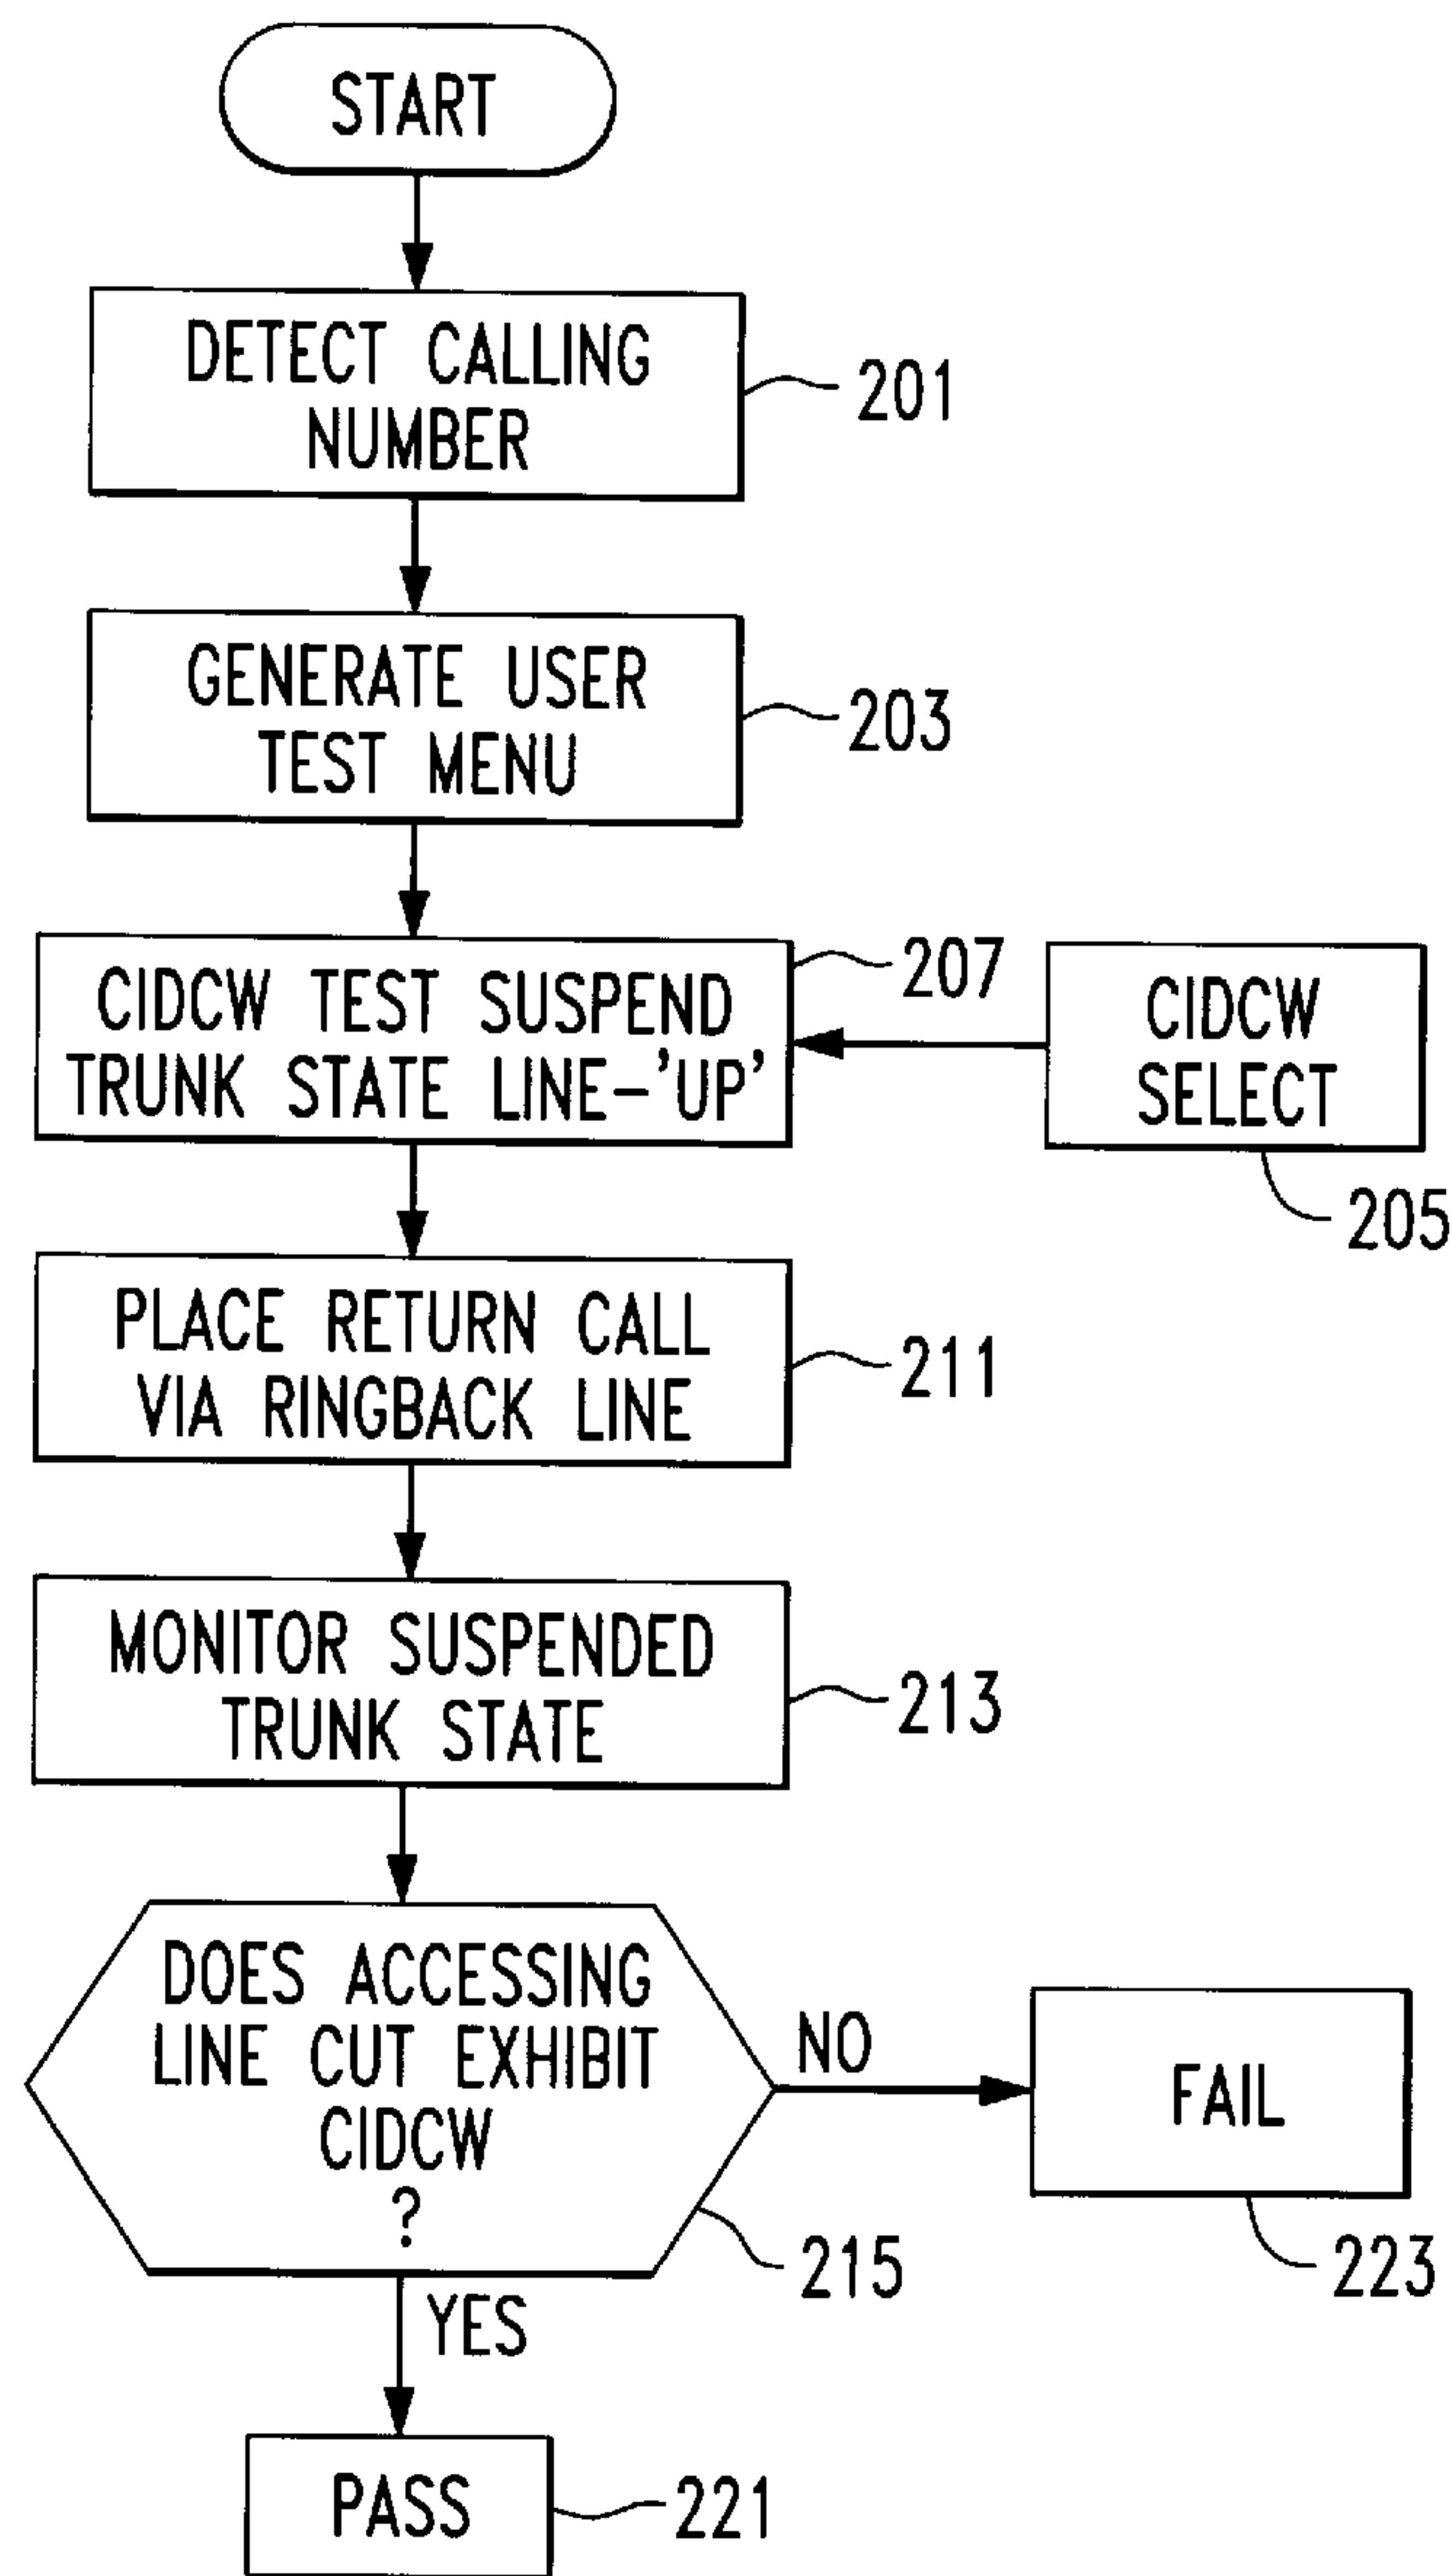 START
DETECT CALLING
NUMBER
201
GENERATE USER
TEST MENU
203
CIDCW TEST SUSPEND
TRUNK STATE LINE-'UP'
207
CIDCW
SELECT
205
PLACE RETURN CALL
VIA RINGBACK LINE
211
MONITOR SUSPENDED
TRUNK STATE
213
DOES ACCESSING
LINE CUT EXHIBIT
CIDCW
?
215
NO
FAIL
223
YES
PASS
221